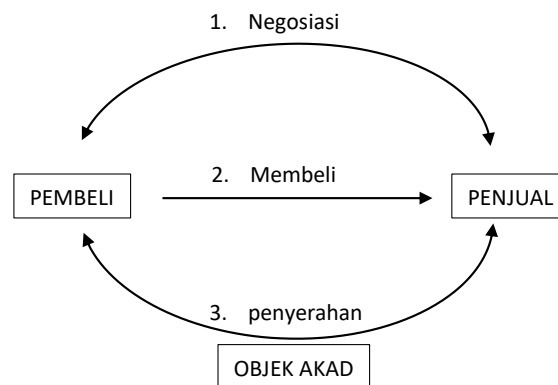 1. Negosiasi
2. Membeli
PEMBELI
PENJUAL
3. penyerahan
OBJEK AKAD